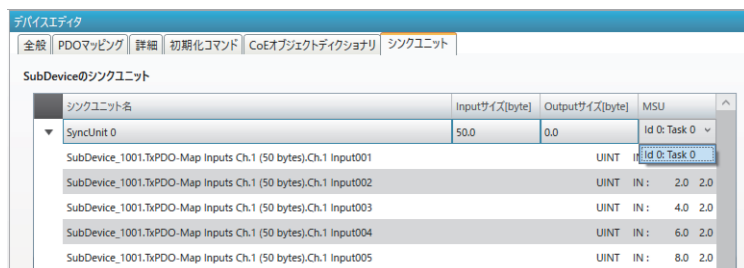 デバイスエディタ
全般 PDOマッピング 詳細 初期化コマンド CoEオブジェクトディクショナリ シンクユニット
SubDeviceのシンクユニット
シンクユニット名 Inputサイズ[byte] Outputサイズ[byte] MSU
SyncUnit 0 50.0 0.0 Id 0: Task 0
Id 0: Task 0
SubDevice_1001.TxPDO-Map Inputs Ch.1 (50 bytes).Ch.1 Input001 UINT
SubDevice_1001.TxPDO-Map Inputs Ch.1 (50 bytes).Ch.1 Input002 UINT IN : 2.0 2.0
SubDevice_1001.TxPDO-Map Inputs Ch.1 (50 bytes).Ch.1 Input003 UINT IN : 4.0 2.0
SubDevice_1001.TxPDO-Map Inputs Ch.1 (50 bytes).Ch.1 Input004 UINT IN : 6.0 2.0
SubDevice_1001.TxPDO-Map Inputs Ch.1 (50 bytes).Ch.1 Input005 UINT IN : 8.0 2.0